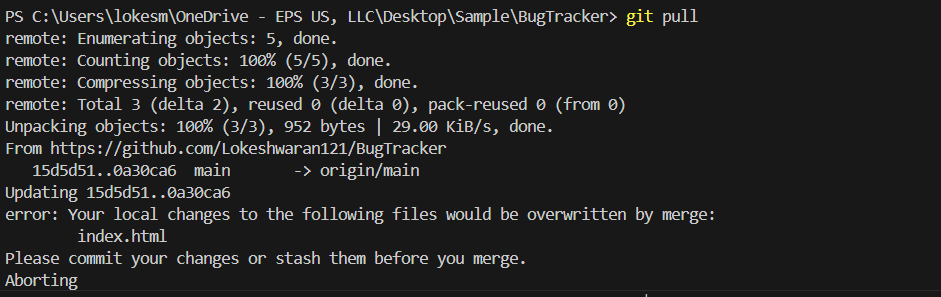 PS C:\Users\lokesm\OneDrive - EPS US, LLC\Desktop\Sample\BugTracker> git pull
remote: Enumerating objects: 5, done.
remote: Counting objects: 100% (5/5), done.
remote: Compressing objects: 100% (3/3), done.
remote: Total 3 (delta 2), reused 0 (delta 0), pack-reused 0 (from 0)
Unpacking objects: 100% (3/3), 952 bytes | 29.00 KiB/s, done.
From https://github.com/Lokeshwaran121/BugTracker
   15d5d51..0a30ca6  main       -> origin/main
Updating 15d5d51..0a30ca6
error: Your local changes to the following files would be overwritten by merge:
        index.html
Please commit your changes or stash them before you merge.
Aborting